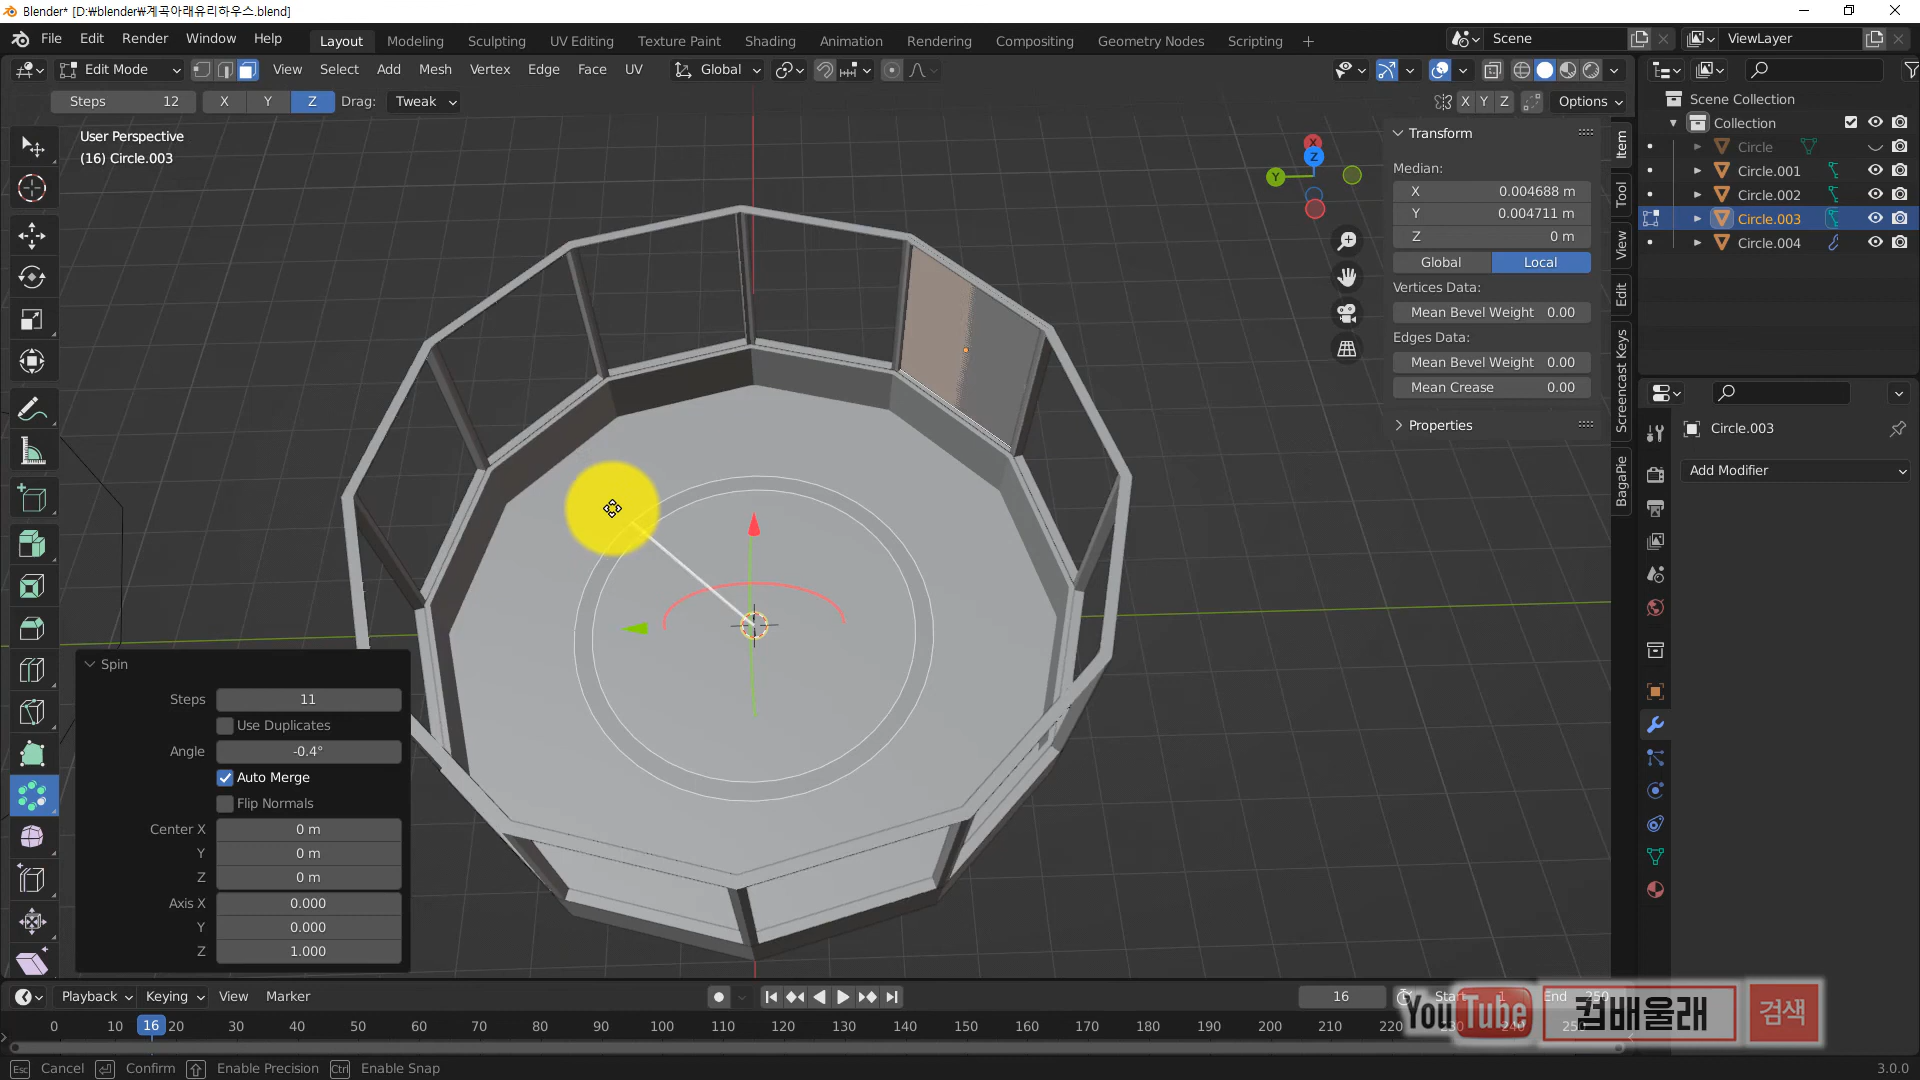 Blender* [D:\blender\계곡아래유리하우스.blend]
File Edit Render Window Help Layout Modeling Sculpting UV Editing Texture Paint Shading Animation Rendering Compositing Geometry Nodes Scripting + Scene ViewLayer
Edit Mode View Select Add Mesh Vertex Edge Face UV Global
Steps 12 X Y Z Drag: Tweak X Y Z Options
User Perspective
(16) Circle.003
X
Z
Y
Transform
Median:
X 0.004688 m
Y 0.004711 m
Z 0 m
Global Local
Vertices Data:
Mean Bevel Weight 0.00
Edges Data:
Mean Bevel Weight 0.00
Mean Crease 0.00
Properties
Item
Tool
View
Edit
Screencast Keys
BagaPie
Scene Collection
Collection
Circle
Circle.001
Circle.002
Circle.003
Circle.004
Circle.003
Add Modifier
Spin
Steps 11
Use Duplicates
Angle -0.4°
Auto Merge
Flip Normals
Center X 0 m
Y 0 m
Z 0 m
Axis X 0.000
Y 0.000
Z 1.000
Playback Keying View Marker 16 Start 1 End 250
YouTube 컴배울래 검색
0 10 16 20 30 40 50 60 70 80 90 100 110 120 130 140 150 160 170 180 190 200 210 220 230 240 250
Esc Cancel Confirm Enable Precision Ctrl Enable Snap 3.0.0